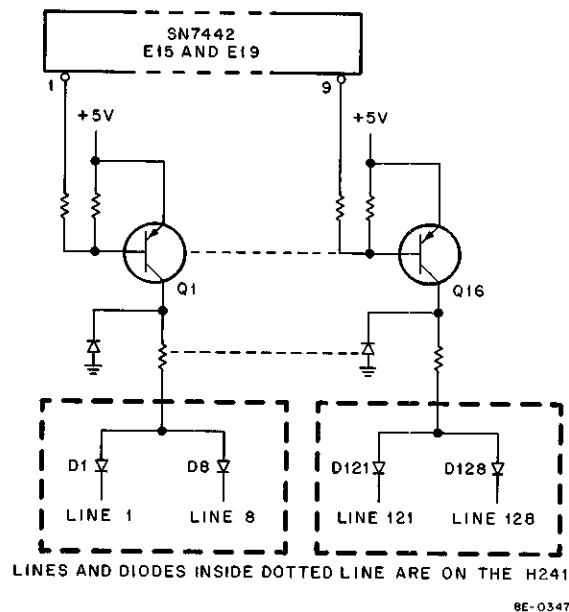 SN7442
E15 AND E19
1
9
+5V
+5V
Q1
Q16
D1
D8
D121
D128
LINE 1
LINE 8
LINE 121
LINE 128
LINES AND DIODES INSIDE DOTTED LINE ARE ON THE H241
8E-0347